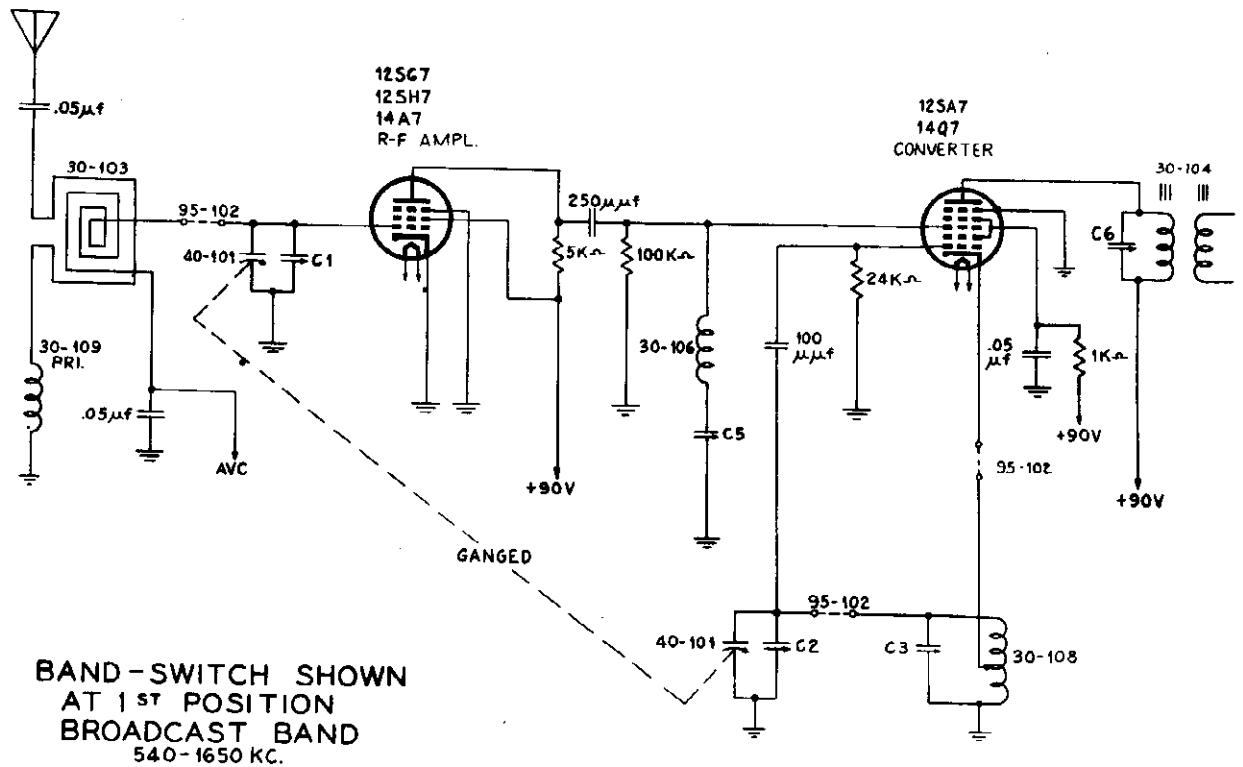 .05μf
30-103
95-102
40-101
C1
30-109
PRI.
.05μf
AVC
12SG7
12SH7
14A7
R-F AMPL.
250μμf
5KΩ
100KΩ
+90V
30-106
C5
100
μμf
24KΩ
12SA7
14Q7
CONVERTER
30-104
C6
.05
μf
1KΩ
+90V
+90V
95-102
GANGED
95-102
40-101
C2
C3
30-108
BAND-SWITCH SHOWN
AT 1ST POSITION
BROADCAST BAND
540-1650 KC.